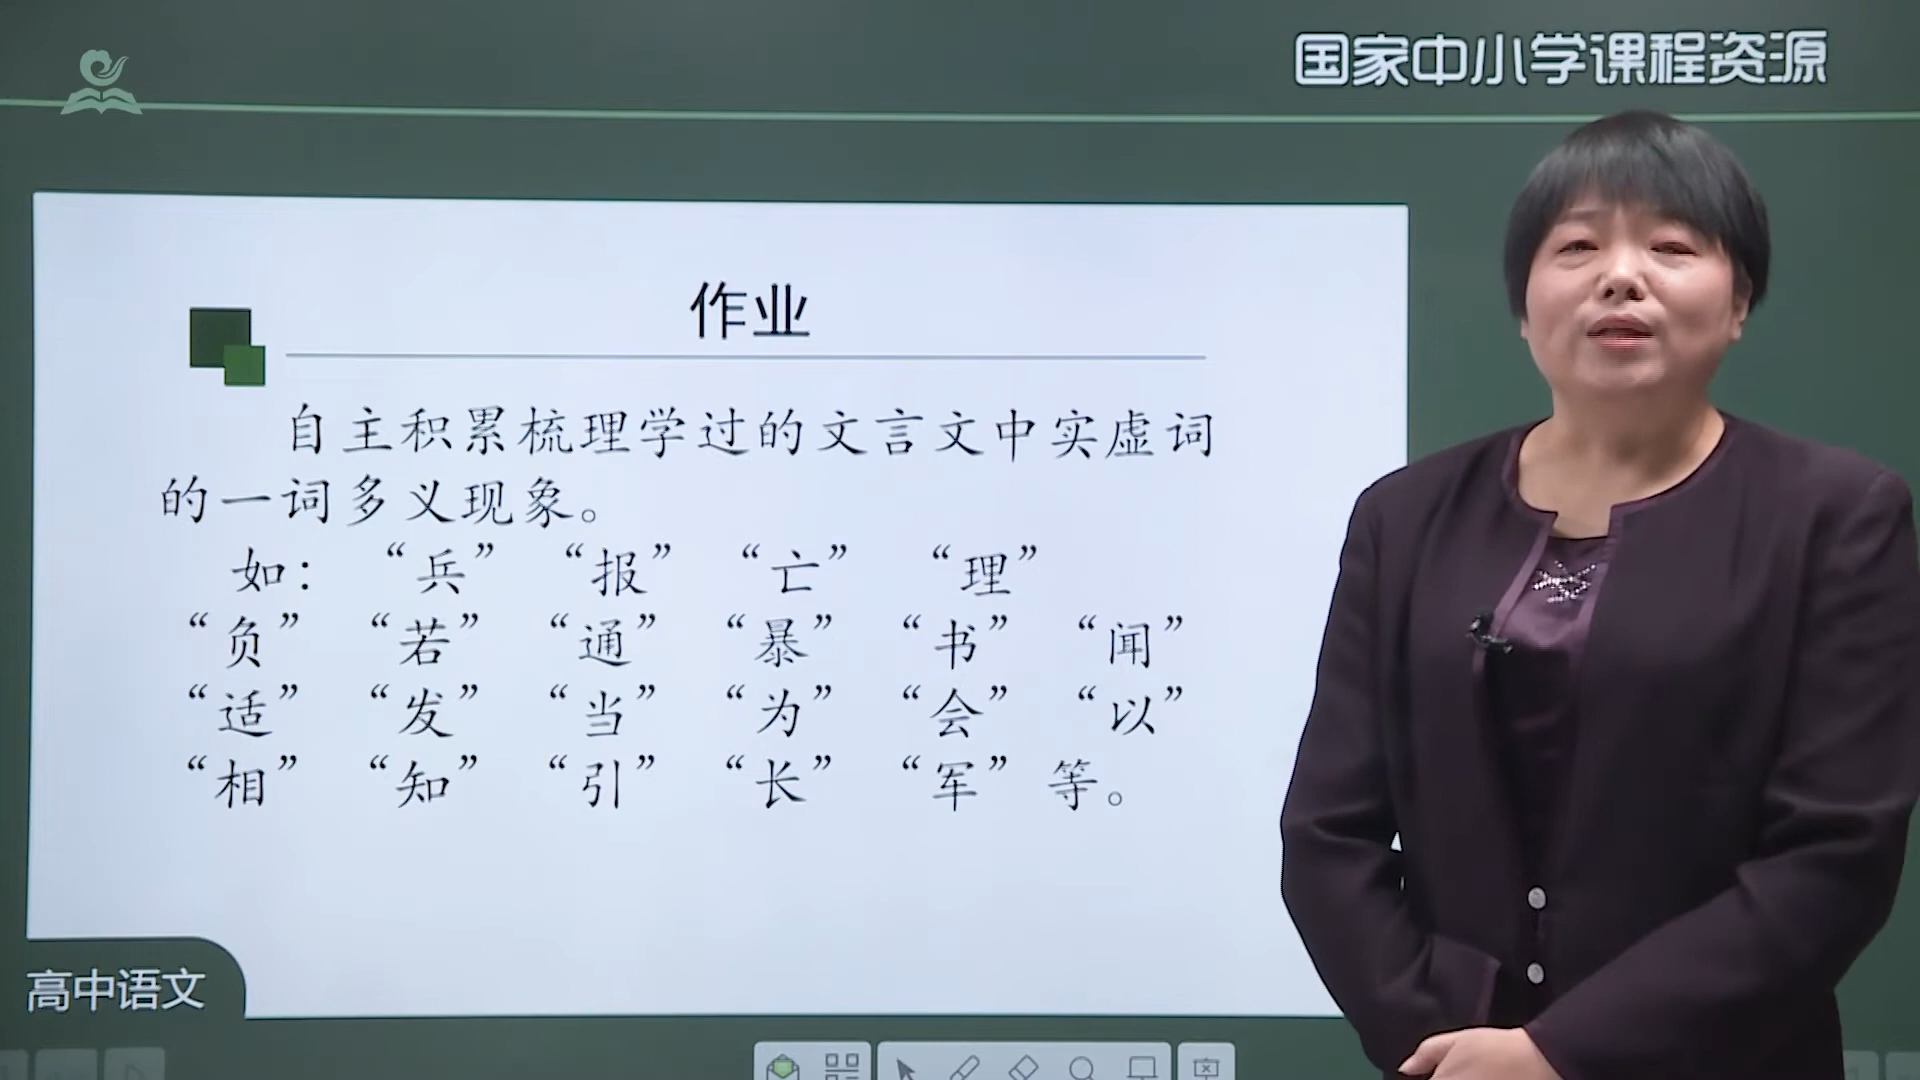 国家中小学课程资源
作业
自主积累梳理学过的文言文中实虚词
的一词多义现象。
如：“兵” “报” “亡” “理”
“负” “若” “通” “暴” “书” “闻”
“适” “发” “当” “为” “会” “以”
“相” “知” “引” “长” “军” 等。
高中语文